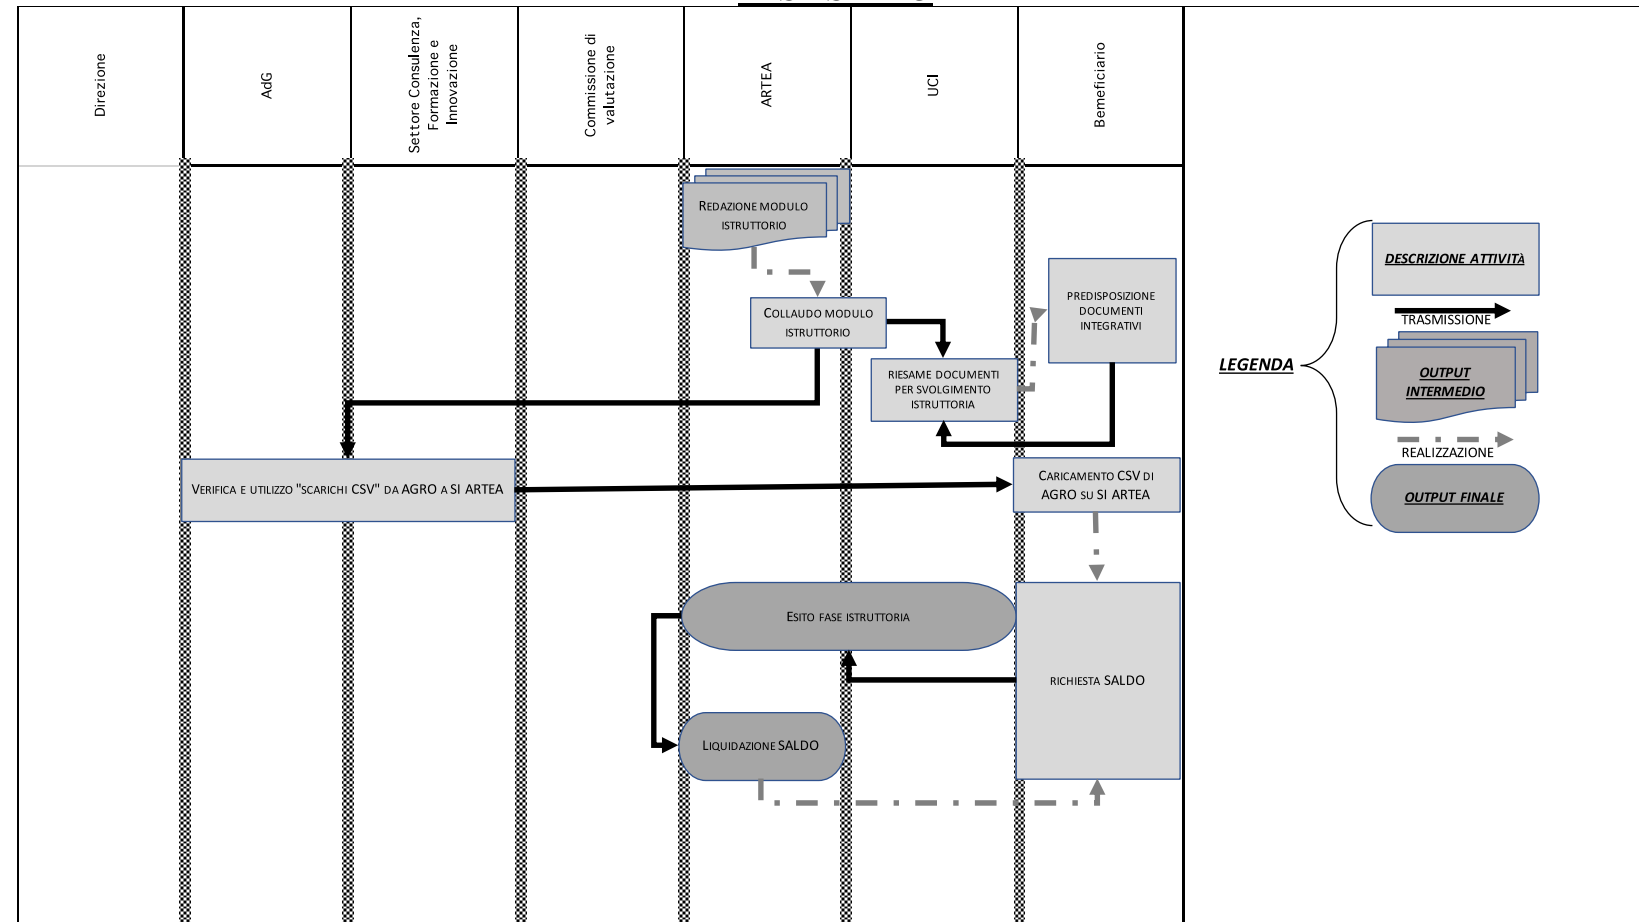 Direzione
AdG
Settore Consulenza,
Formazione e
Innovazione
Commissione di
valutazione
ARTEA
UCI
Bemeficiario
REDAZIONE MODULO
ISTRUTTORIO
COLLAUDO MODULO
ISTRUTTORIO
PREDISPOSIZIONE
DOCUMENTI
INTEGRATIVI
RIESAME DOCUMENTI
PER SVOLGIMENTO
ISTRUTTORIA
VERIFICA E UTILIZZO "SCARICHI CSV" DA AGRO A SI ARTEA
CARICAMENTO CSV DI
AGRO SU SI ARTEA
ESITO FASE ISTRUTTORIA
RICHIESTA SALDO
LIQUIDAZIONE SALDO
LEGENDA
DESCRIZIONE ATTIVITÀ
TRASMISSIONE
OUTPUT
INTERMEDIO
REALIZZAZIONE
OUTPUT FINALE